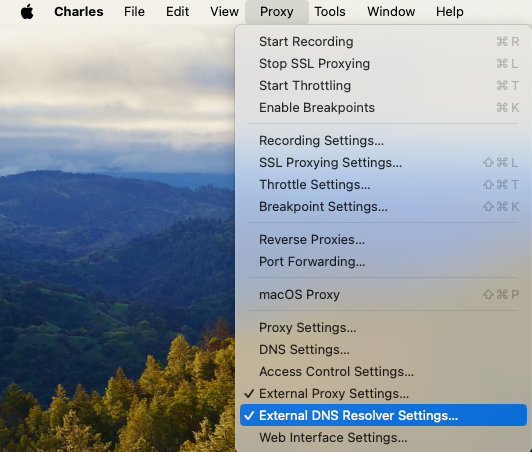 Charles File Edit View Proxy Tools Window Help
Start Recording ⌘R
Stop SSL Proxying ⌘L
Start Throttling ⌘T
Enable Breakpoints ⌘K
Recording Settings...
SSL Proxying Settings... ⇧⌘L
Throttle Settings... ⇧⌘T
Breakpoint Settings... ⇧⌘K
Reverse Proxies...
Port Forwarding...
macOS Proxy ⇧⌘P
Proxy Settings...
DNS Settings...
Access Control Settings...
✓ External Proxy Settings...
✓ External DNS Resolver Settings...
Web Interface Settings...